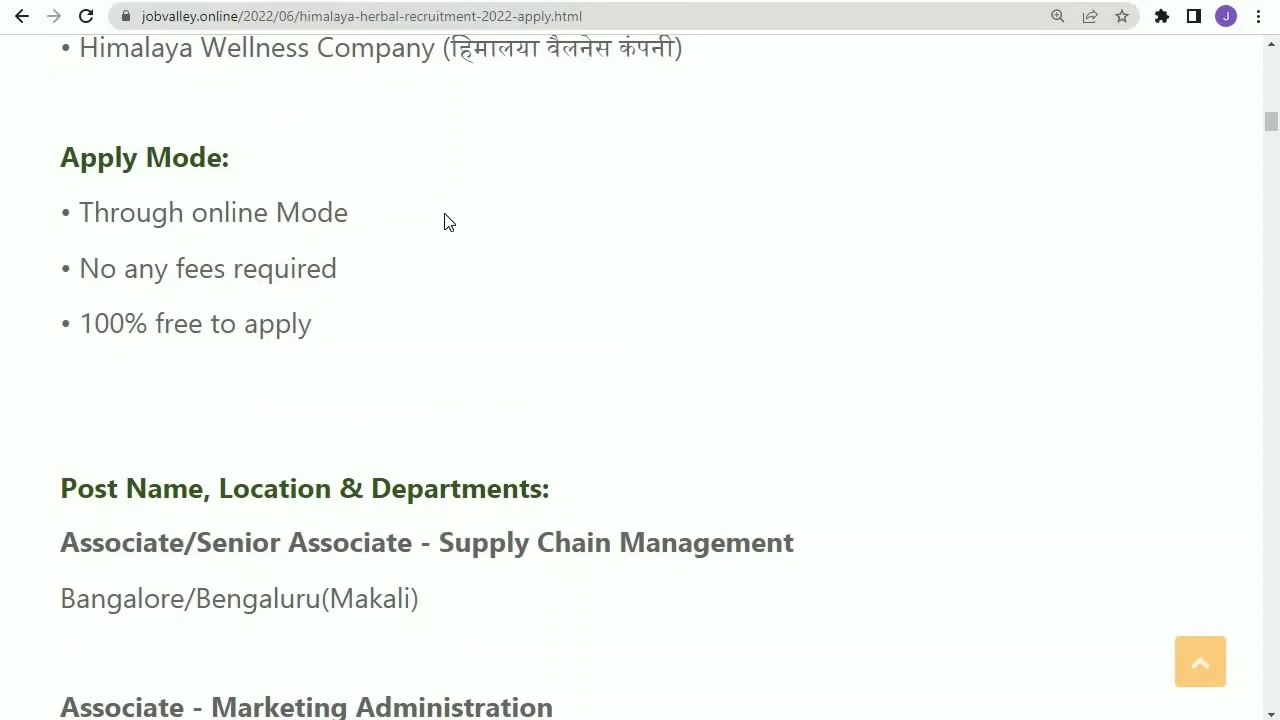 jobvalley.online/2022/06/himalaya-herbal-recruitment-2022-apply.html
J
• Himalaya Wellness Company (हिमालया वैलनेस कंपनी)
Apply Mode:
• Through online Mode
• No any fees required
• 100% free to apply
Post Name, Location & Departments:
Associate/Senior Associate - Supply Chain Management
Bangalore/Bengaluru(Makali)
Associate - Marketing Administration